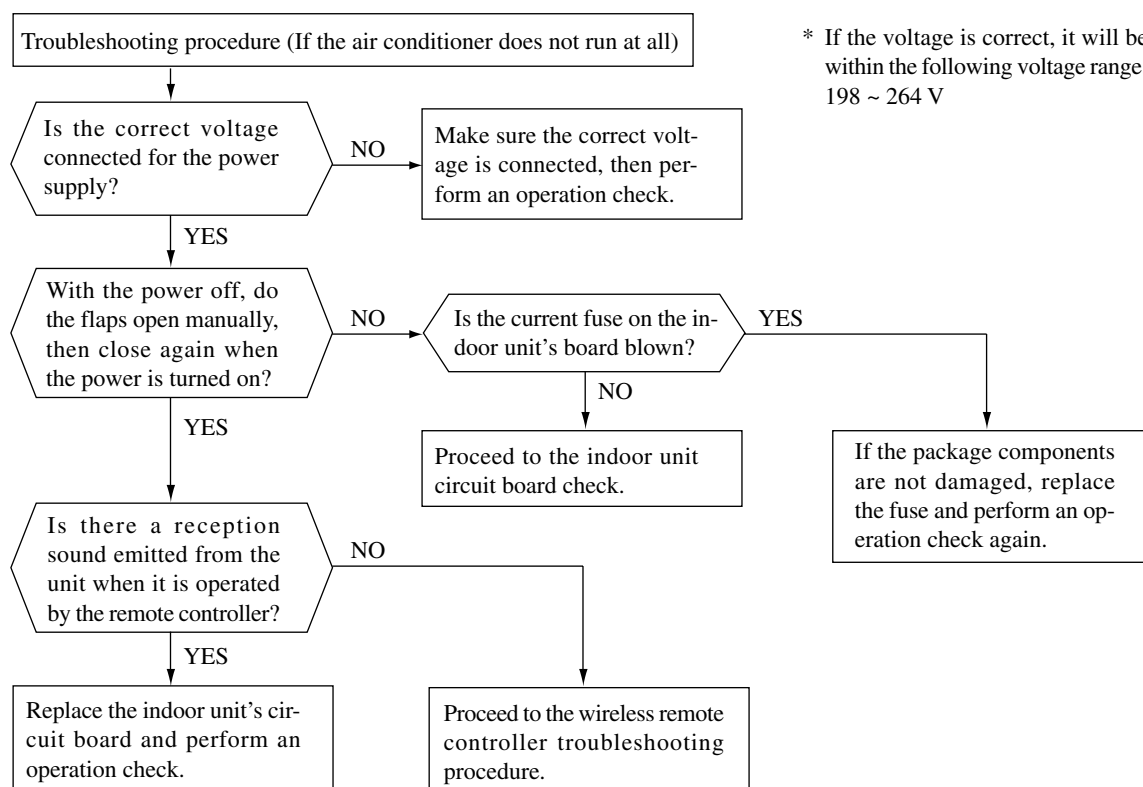 Troubleshooting procedure (If the air conditioner does not run at all)
* If the voltage is correct, it will be
within the following voltage range
198 ~ 264 V
Is the correct voltage
connected for the power
supply?
NO
Make sure the correct volt-
age is connected, then per-
form an operation check.
YES
With the power off, do
the flaps open manually,
then close again when
the power is turned on?
NO
Is the current fuse on the in-
door unit's board blown?
YES
NO
YES
Proceed to the indoor unit
circuit board check.
If the package components
are not damaged, replace
the fuse and perform an op-
eration check again.
Is there a reception
sound emitted from the
unit when it is operated
by the remote controller?
NO
YES
Replace the indoor unit's cir-
cuit board and perform an
operation check.
Proceed to the wireless remote
controller troubleshooting
procedure.